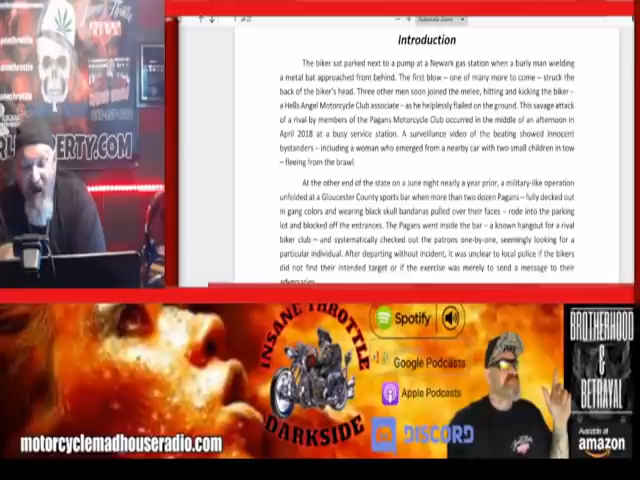 Introduction
The biker sat parked next to a pump at a Newark gas station when a burly man wielding
a metal bat approached from behind. The first blow – one of many more to come – struck the
back of the biker's head. Three other men soon joined the melee, hitting and kicking the biker –
a Hells Angel Motorcycle Club associate – as he helplessly flailed on the ground. This savage attack
of a rival by members of the Pagans Motorcycle Club occurred in the middle of an afternoon in
April 2018 at a busy service station. A surveillance video of the beating showed innocent
bystanders – including a woman who emerged from a nearby car with two small children in tow
– fleeing from the brawl.
At the other end of the state on a June night nearly a year prior, a military-like operation
unfolded at a Gloucester County sports bar when more than two dozen Pagans – fully decked out
in gang colors and wearing black skull bandanas pulled over their faces – rode into the parking
lot and blocked off the entrances. The Pagans went inside the bar – a known hangout for a rival
biker club – and systematically checked out the patrons one-by-one, seemingly looking for a
particular individual. After departing without incident, it was unclear to local police if the bikers
did not find their intended target or if the exercise was merely to send a message to their
adversaries.
PERTY.COM
INSANE THROTTLE
DARKSIDE
Spotify
Google Podcasts
Apple Podcasts
DISCORD
BROTHERHOOD
&
BETRAYAL
Available at
amazon
motorcyclemadhouseradio.com